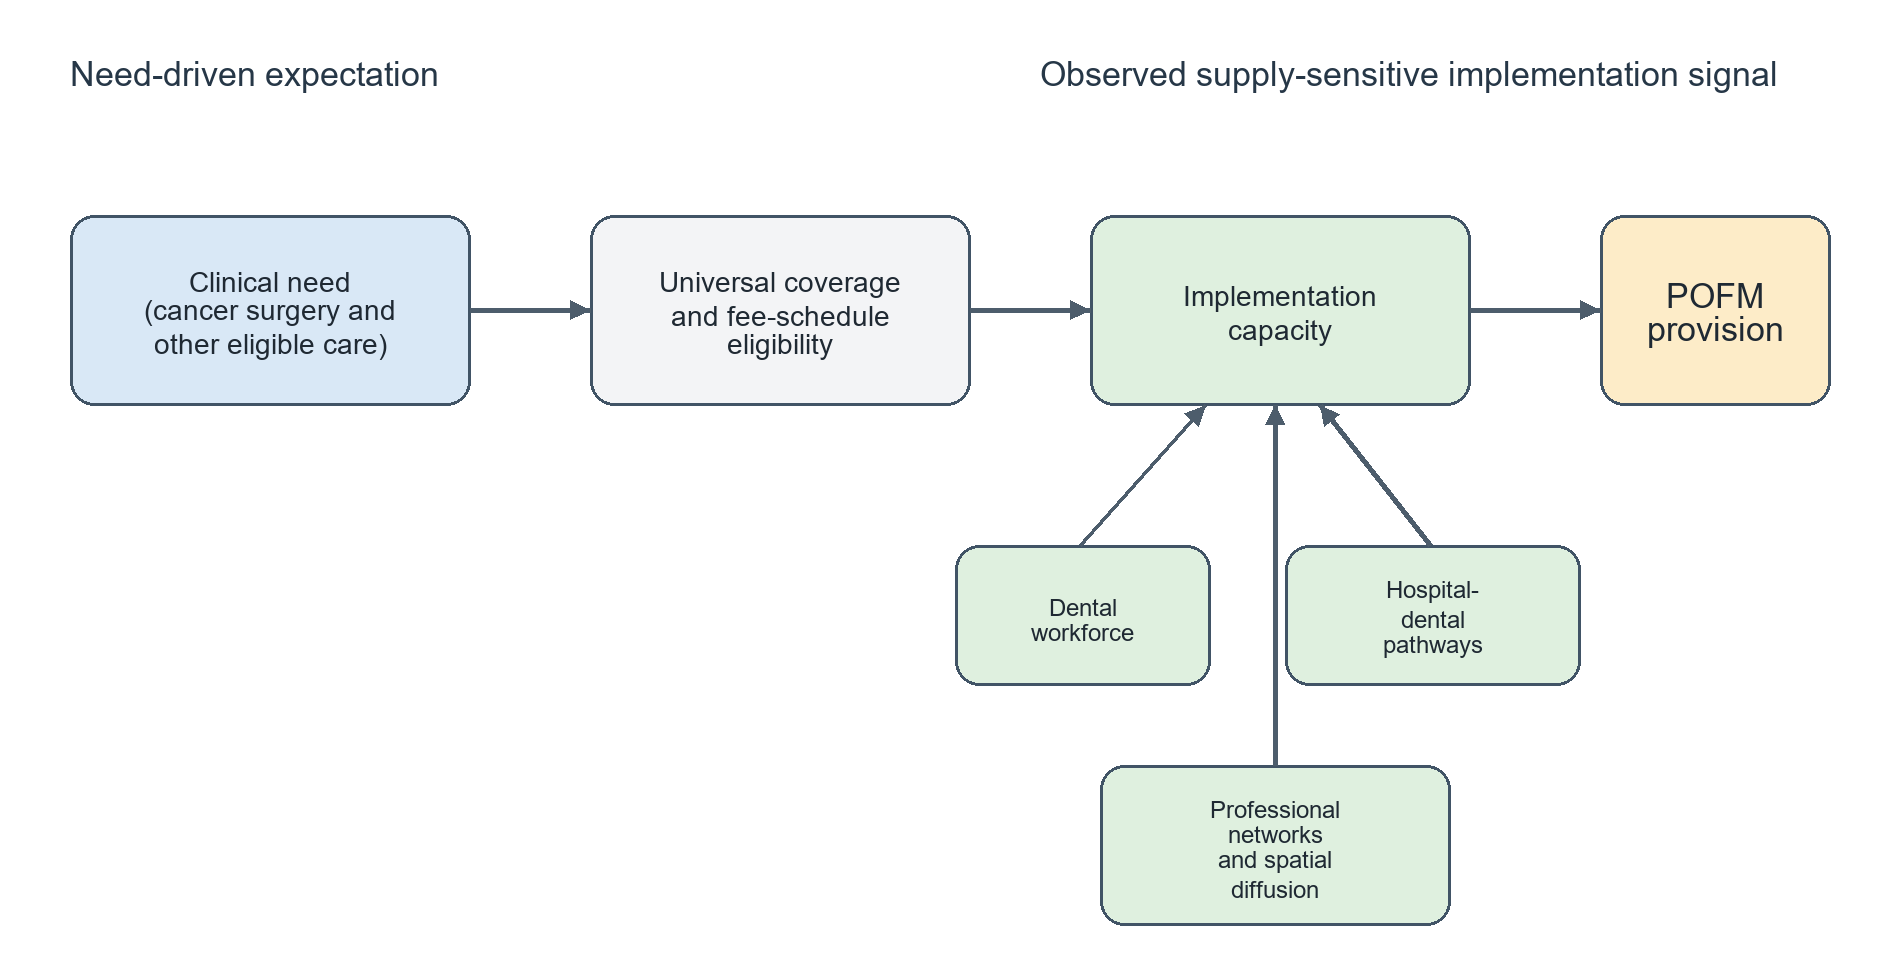 Need-driven expectation
Observed supply-sensitive implementation signal
Clinical need
(cancer surgery and
other eligible care)
Universal coverage
and fee-schedule
eligibility
Implementation
capacity
POFM
provision
Dental
workforce
Hospital-
dental
pathways
Professional
networks
and spatial
diffusion